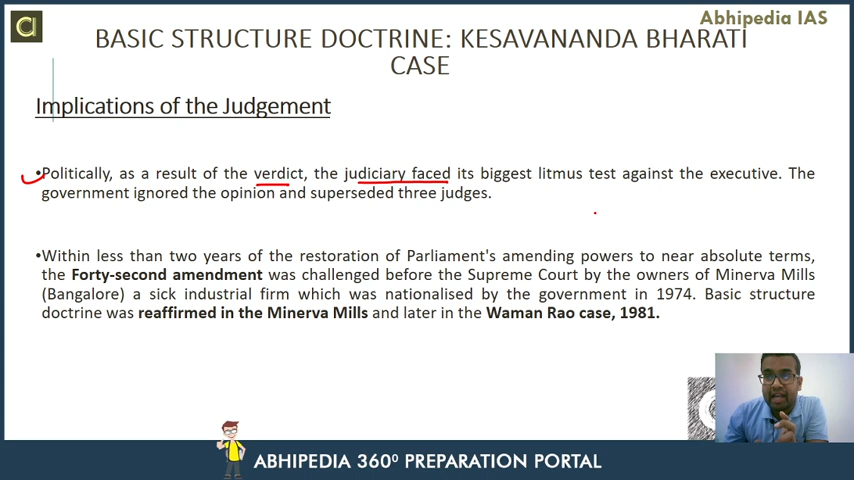 Abhipedia IAS
BASIC STRUCTURE DOCTRINE: KESAVANANDA BHARATI
CASE
Implications of the Judgement
•Politically, as a result of the verdict, the judiciary faced its biggest litmus test against the executive. The
government ignored the opinion and superseded three judges.
•Within less than two years of the restoration of Parliament's amending powers to near absolute terms,
the Forty-second amendment was challenged before the Supreme Court by the owners of Minerva Mills
(Bangalore) a sick industrial firm which was nationalised by the government in 1974. Basic structure
doctrine was reaffirmed in the Minerva Mills and later in the Waman Rao case, 1981.
ABHIPEDIA 360⁰ PREPARATION PORTAL